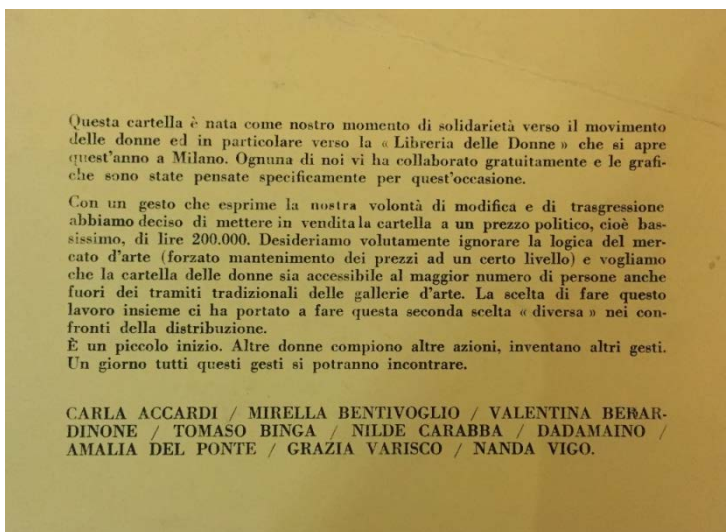 Questa cartella è nata come nostro momento di solidarietà verso il movimento
delle donne ed in particolare verso la « Libreria delle Donne » che si apre
quest'anno a Milano. Ognuna di noi vi ha collaborato gratuitamente e le grafi-
che sono state pensate specificamente per quest'occasione.
Con un gesto che esprime la nostra volontà di modifica e di trasgressione
abbiamo deciso di mettere in vendita la cartella a un prezzo politico, cioè bas-
sissimo, di lire 200.000. Desideriamo volutamente ignorare la logica del mer-
cato d'arte (forzato mantenimento dei prezzi ad un certo livello) e vogliamo
che la cartella delle donne sia accessibile al maggior numero di persone anche
fuori dei tramiti tradizionali delle gallerie d'arte. La scelta di fare questo
lavoro insieme ci ha portato a fare questa seconda scelta « diversa » nei con-
fronti della distribuzione.
È un piccolo inizio. Altre donne compiono altre azioni, inventano altri gesti.
Un giorno tutti questi gesti si potranno incontrare.
CARLA ACCARDI / MIRELLA BENTIVOGLIO / VALENTINA BERAR-
DINONE / TOMASO BINGA / NILDE CARABBA / DADAMAINO /
AMALIA DEL PONTE / GRAZIA VARISCO / NANDA VIGO.